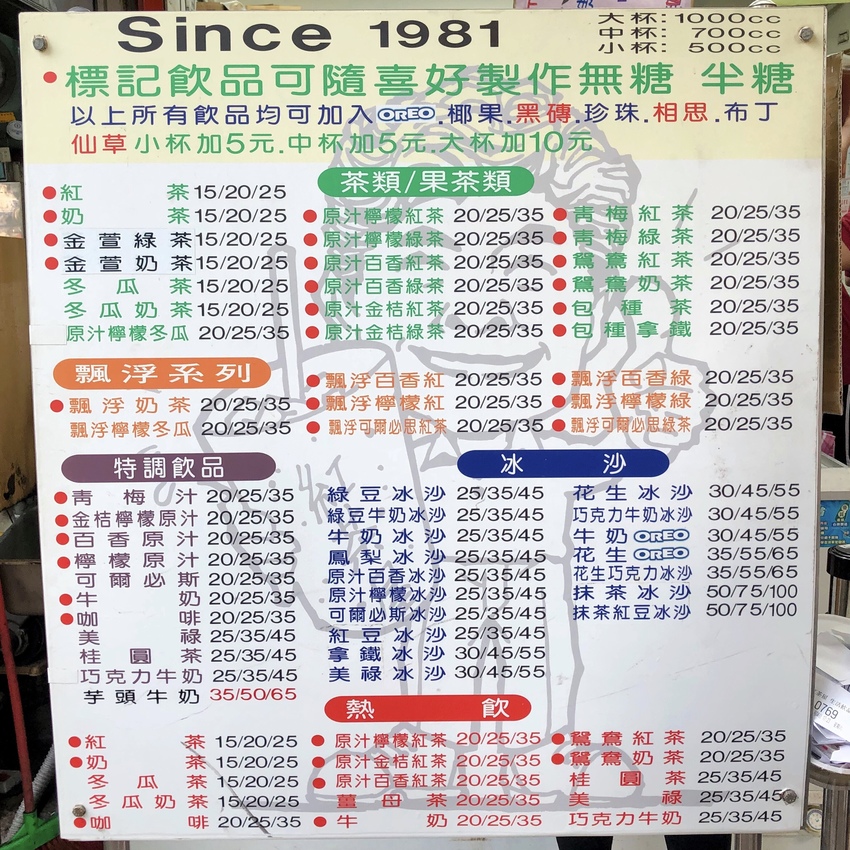 Since 1981
大杯:1000cc
中杯: 700cc
小杯: 500cc
•標記飲品可隨喜好製作無糖 半糖
以上所有飲品均可加入OREO.椰果.黑磚.珍珠.相思.布丁
仙草小杯加5元.中杯加5元.大杯加10元
茶類/果茶類
•紅茶15/20/25
•奶茶15/20/25
•金萱綠茶15/20/25
•金萱奶茶15/20/25
冬瓜茶15/20/25
冬瓜奶茶15/20/25
原汁檸檬冬瓜 20/25/35
•原汁檸檬紅茶 20/25/35
•原汁檸檬綠茶 20/25/35
•原汁百香紅茶 20/25/35
•原汁百香綠茶 20/25/35
•原汁金桔紅茶 20/25/35
•原汁金桔綠茶 20/25/35
•青梅紅茶 20/25/35
•青梅綠茶 20/25/35
•鴛鴦紅茶 20/25/35
•鴛鴦奶茶 20/25/35
•包種茶 20/25/35
•包種拿鐵 20/25/35
飄浮系列
•飄浮奶茶 20/25/35
飄浮檸檬冬瓜 20/25/35
•飄浮百香紅 20/25/35
•飄浮檸檬紅 20/25/35
•飄浮可爾必思紅茶 20/25/35
•飄浮百香綠 20/25/35
•飄浮檸檬綠 20/25/35
•飄浮可爾必思綠茶 20/25/35
特調飲品
•青梅汁 20/25/35
•金桔檸檬原汁 20/25/35
•百香原汁 20/25/35
•檸檬原汁 20/25/35
可爾必斯 20/25/35
•牛奶 20/25/35
•咖啡 20/25/35
美祿 25/35/45
桂圓茶 25/35/45
巧克力牛奶 25/35/45
芋頭牛奶 35/50/65
冰沙
綠豆冰沙 25/35/45
綠豆牛奶冰沙 25/35/45
牛奶冰沙 25/35/45
鳳梨冰沙 25/35/45
原汁百香冰沙 25/35/45
原汁檸檬冰沙 25/35/45
可爾必斯冰沙 25/35/45
紅豆冰沙 25/35/45
拿鐵冰沙 30/45/55
美祿冰沙 30/45/55
花生冰沙 30/45/55
巧克力牛奶冰沙 30/45/55
牛奶OREO 30/45/55
花生OREO 35/55/65
花生巧克力冰沙 35/55/65
抹茶冰沙 50/75/100
抹茶紅豆冰沙 50/75/100
熱飲
•紅茶 15/20/25
•奶茶 15/20/25
冬瓜茶 15/20/25
冬瓜奶茶 15/20/25
•咖啡 20/25/35
•原汁檸檬紅茶 20/25/35
•原汁金桔紅茶 20/25/35
•原汁百香紅茶 20/25/35
薑母茶 20/25/35
•牛奶 20/25/35
•鴛鴦紅茶 20/25/35
•鴛鴦奶茶 20/25/35
桂圓茶 25/35/45
美祿 25/35/45
巧克力牛奶 25/35/45
0769